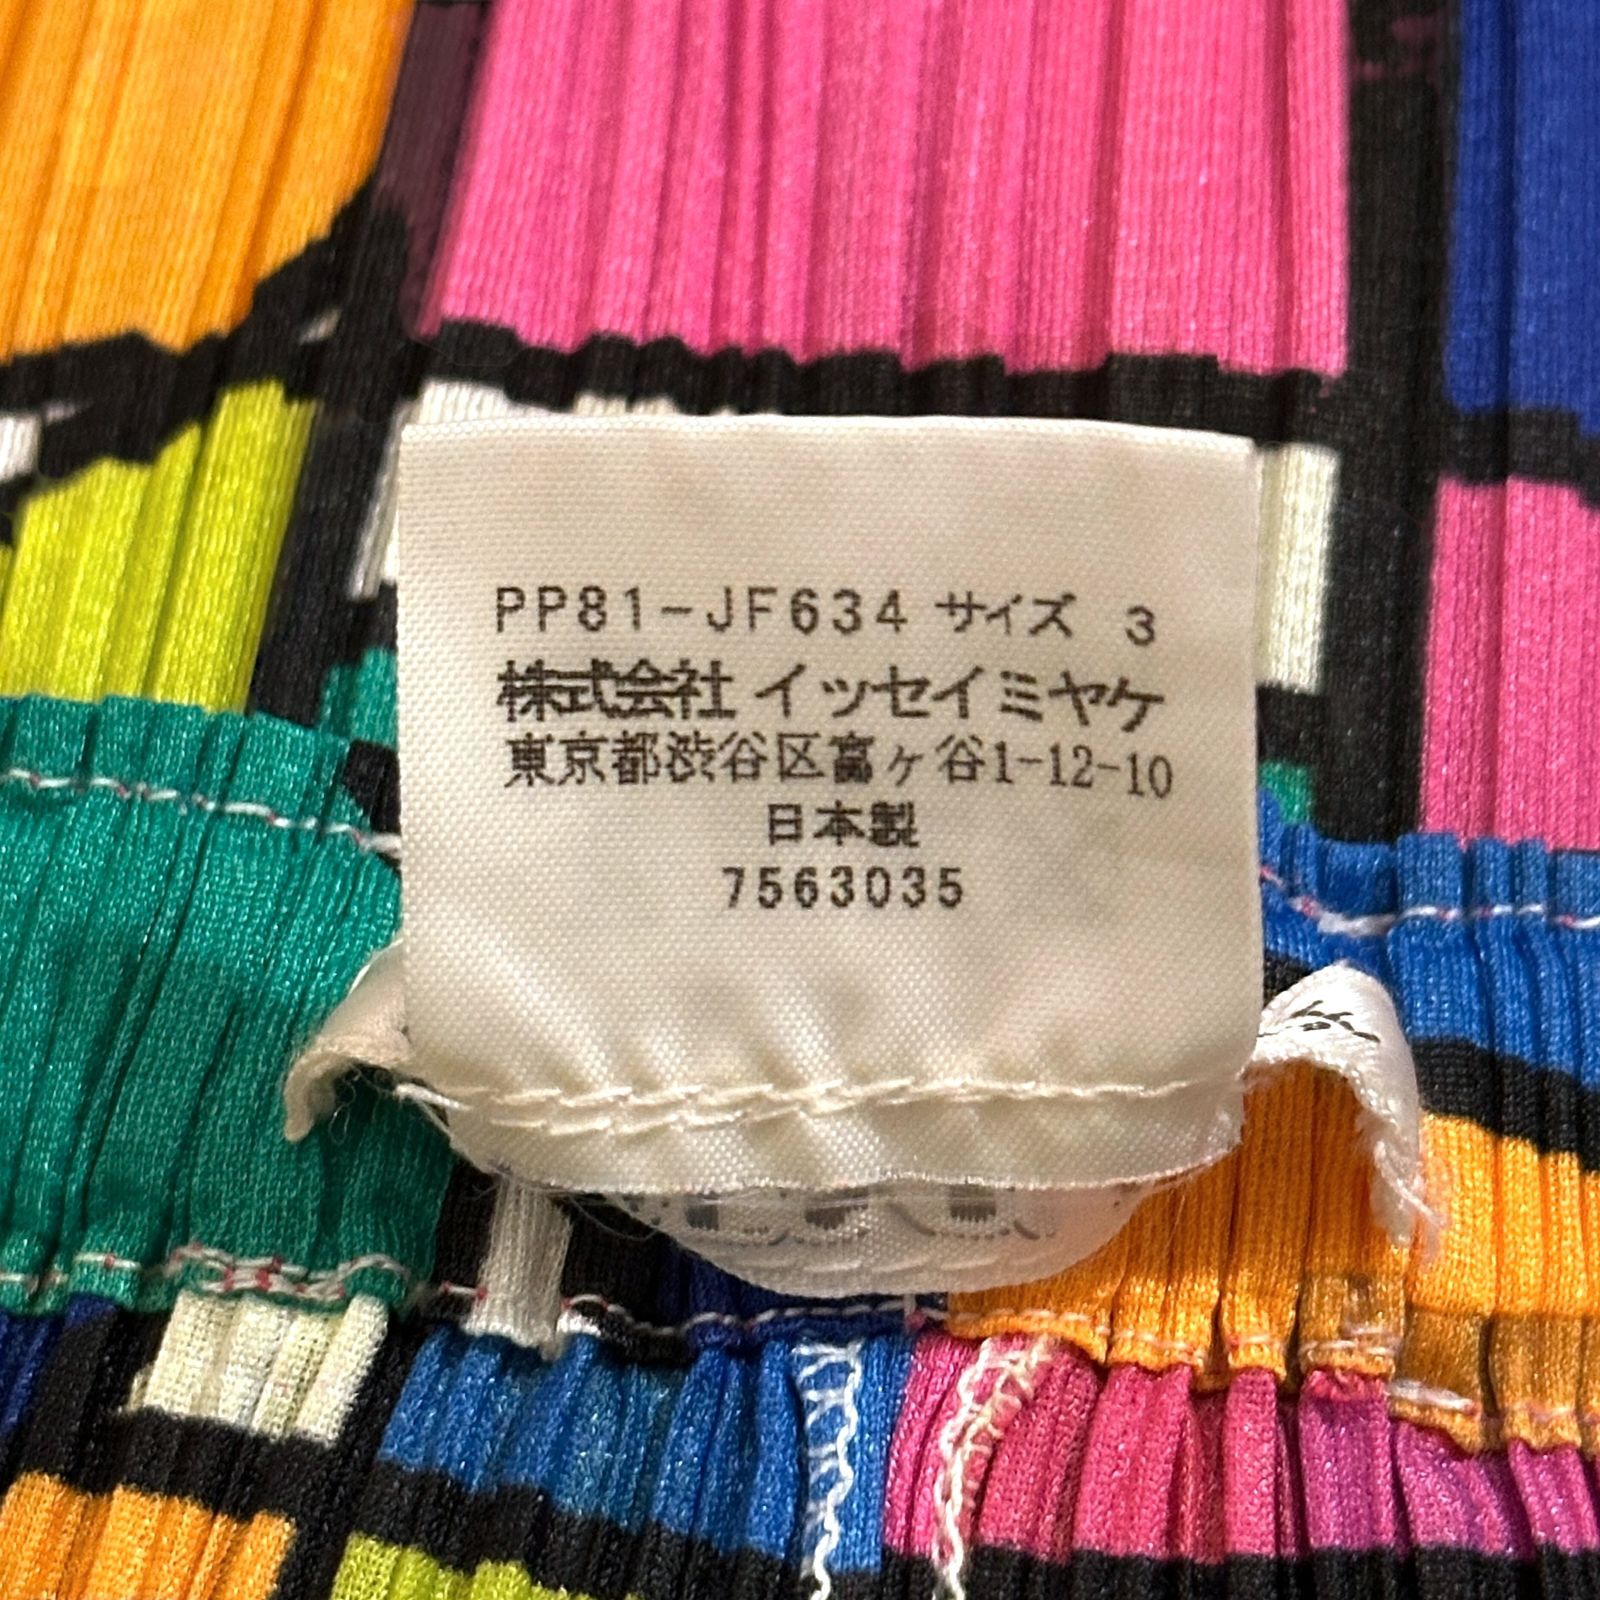 PP81-JF634 サイズ 3
株式会社 イッセイミヤケ
東京都渋谷区富ヶ谷1-12-10
日本製
7563035